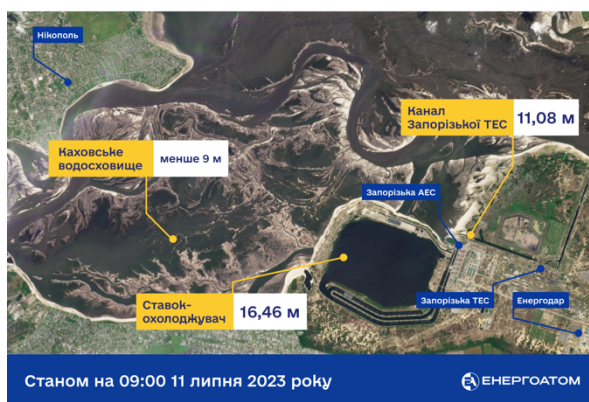 Нікополь
Канал
Запорізької ТЕС
11,08 м
Каховське
водосховище
менше 9 м
Запорізька АЕС
Ставок-
охолоджувач
16,46 м
Запорізька ТЕС
Енергодар
Станом на 09:00 11 липня 2023 року
ЕНЕРГОАТОМ